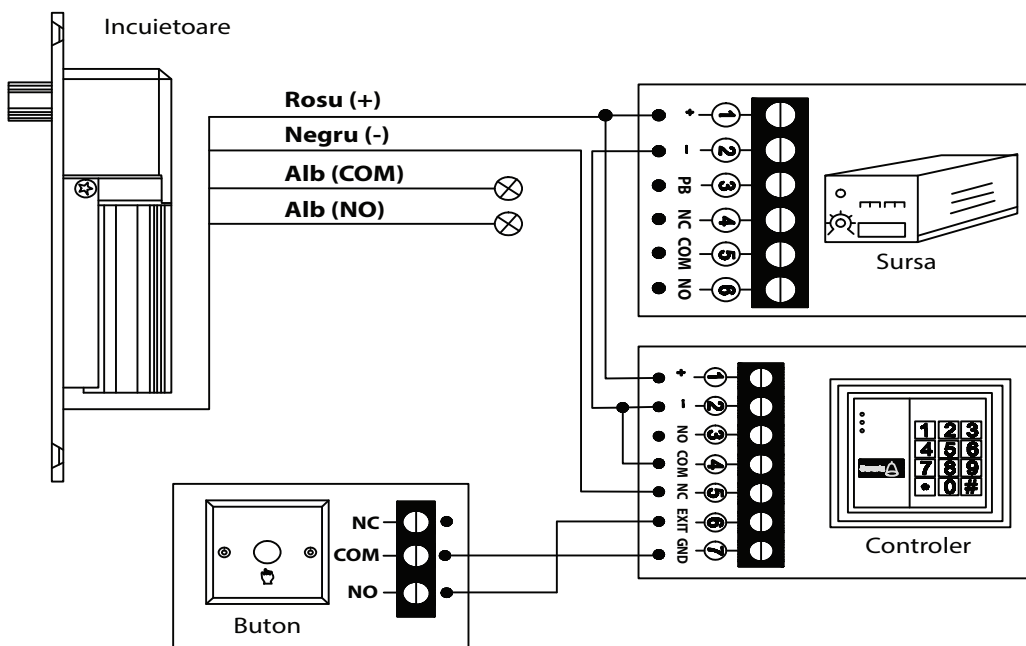 Incuietoare
Rosu (+)
Negru (-)
Alb (COM)
Alb (NO)
+ 1
- 2
PB 3
NC 4
COM 5
NO 6
Sursa
+ 1
- 2
NO 3
COM 4
NC 5
EXIT 6
GND 7
1 2 3
4 5 6
7 8 9
* 0 #
Controler
NC
COM
NO
Buton